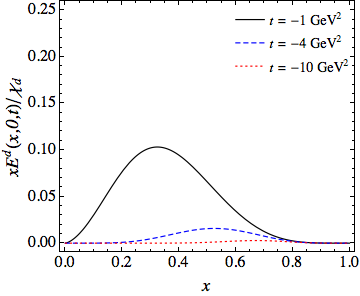 0.25
0.20
0.15
0.10
0.05
0.00
xE^d(x,0,t)/χ_d
t = −1 GeV²
t = −4 GeV²
t = −10 GeV²
0.0 0.2 0.4 0.6 0.8 1.0
x